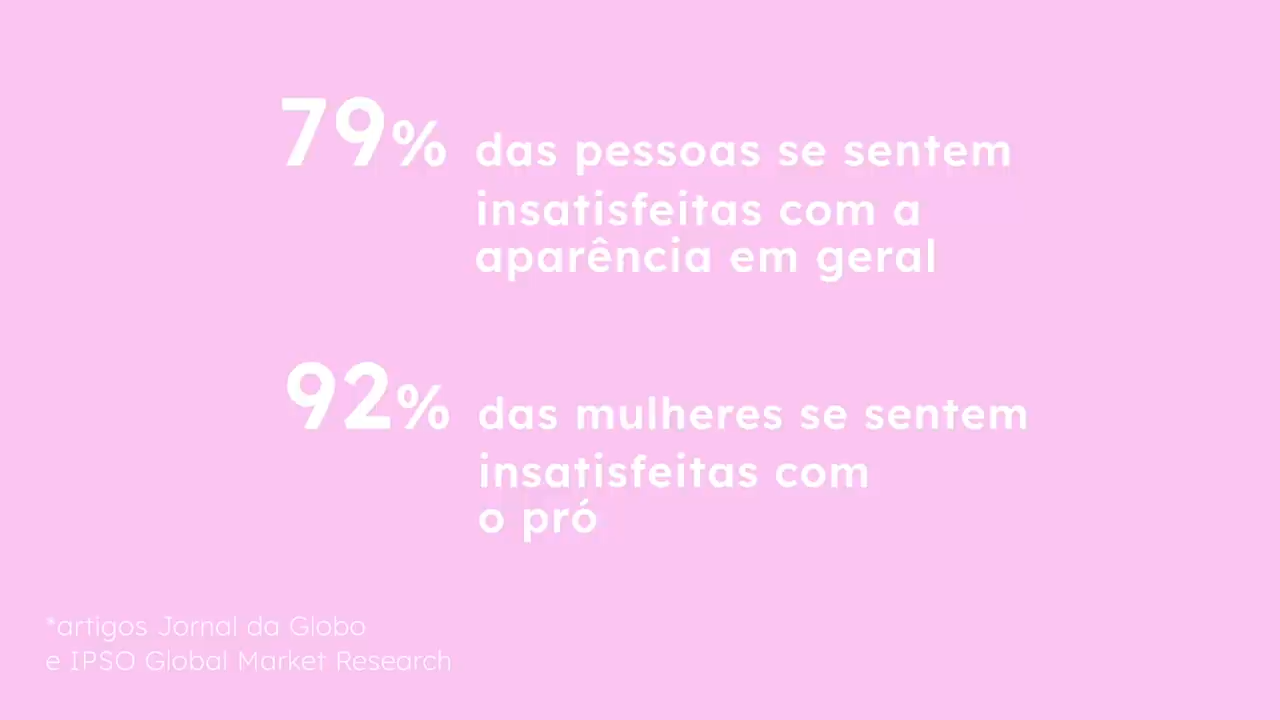 79% das pessoas se sentem
insatisfeitas com a
aparência em geral
92% das mulheres se sentem
insatisfeitas com
o pró
*artigos Jornal da Globo
e IPSO Global Market Research